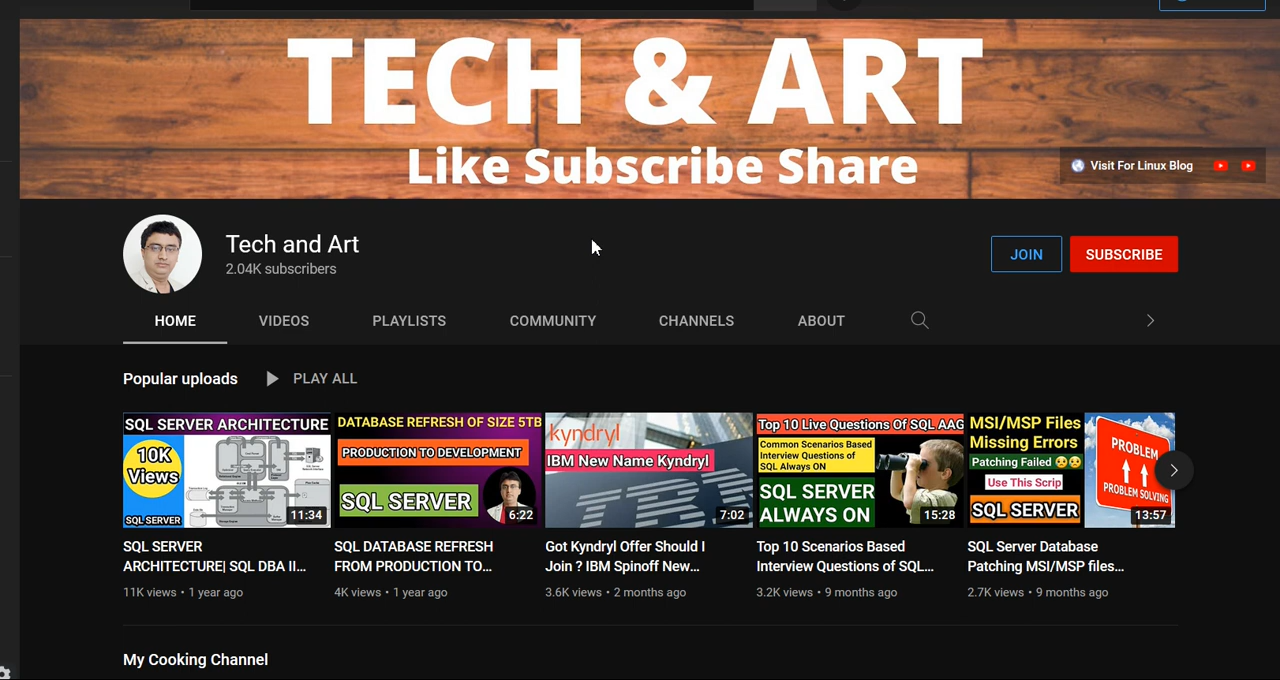 TECH & ART
Like Subscribe Share
Visit For Linux Blog
Tech and Art
2.04K subscribers
JOIN
SUBSCRIBE
HOME
VIDEOS
PLAYLISTS
COMMUNITY
CHANNELS
ABOUT
Popular uploads
PLAY ALL
SQL SERVER ARCHITECTURE
10K
Views
SQL SERVER
11:34
DATABASE REFRESH OF SIZE 5TB
PRODUCTION TO DEVELOPMENT
SQL SERVER
6:22
kyndryl
IBM New Name Kyndryl
7:02
Top 10 Live Questions Of SQL AAG
Common Scenarios Based
Interview Questions of
SQL Always ON
SQL SERVER
ALWAYS ON
15:28
MSI/MSP Files
Missing Errors
Patching Failed 😥😥
Use This Scrip
SQL SERVER
PROBLEM
PROBLEM SOLVING
13:57
SQL SERVER
ARCHITECTURE| SQL DBA II...
11K views • 1 year ago
SQL DATABASE REFRESH
FROM PRODUCTION TO...
4K views • 1 year ago
Got Kyndryl Offer Should I
Join ? IBM Spinoff New...
3.6K views • 2 months ago
Top 10 Scenarios Based
Interview Questions of SQL...
3.2K views • 9 months ago
SQL Server Database
Patching MSI/MSP files...
2.7K views • 9 months ago
My Cooking Channel